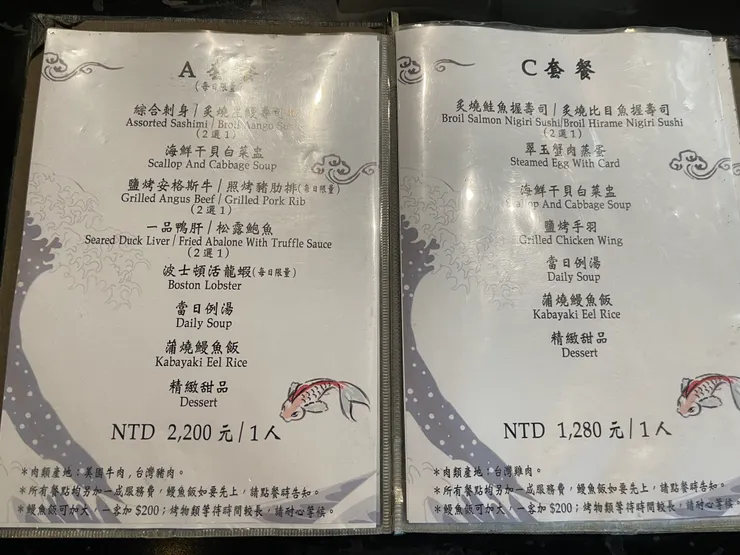 A 套餐
(每日限量)
綜合刺身 / 炙燒星鰻壽司
Assorted Sashimi / Broil Aango Su
(2選1)
海鮮干貝白菜盅
Scallop And Cabbage Soup
鹽烤安格斯牛 / 照烤豬肋排(每日限量)
Grilled Angus Beef / Grilled Pork Rib
(2選1)
一品鴨肝 / 松露鮑魚
Seared Duck Liver / Fried Abalone With Truffle Sauce
(2選1)
波士頓活龍蝦(每日限量)
Boston Lobster
當日例湯
Daily Soup
蒲燒鰻魚飯
Kabayaki Eel Rice
精緻甜品
Dessert
NTD 2,200 元 / 1人
*肉類產地：美國牛肉，台灣豬肉。
*所有餐點均另加一成服務費，鰻魚飯如要先上，請點餐時告知。
*鰻魚飯可加大，一客加 $200；烤物類等待時間較長，請耐心等候。
C 套餐
炙燒鮭魚握壽司 / 炙燒比目魚握壽司
Broil Salmon Nigiri Sushi/Broil Hirame Nigiri Sushi
(2選1)
翠玉蟹肉蒸蛋
Steamed Egg With Card
海鮮干貝白菜盅
Scallop And Cabbage Soup
鹽烤手羽
Grilled Chicken Wing
當日例湯
Daily Soup
蒲燒鰻魚飯
Kabayaki Eel Rice
精緻甜品
Dessert
NTD 1,280 元 / 1人
*肉類產地：台灣雞肉。
*所有餐點均另加一成服務費，鰻魚飯如要先上，請點餐時告知。
*鰻魚飯可加大，一客加 $200；烤物類等待時間較長，請耐心等候。